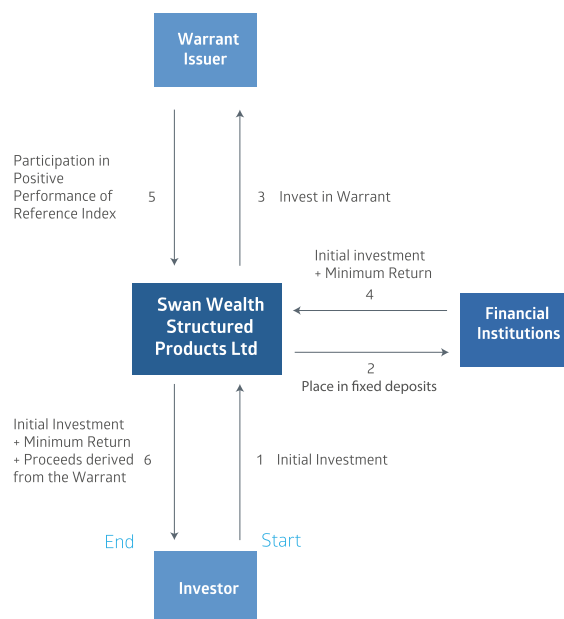 Warrant
Issuer
Participation in
Positive
Performance of
Reference Index
5
3 Invest in Warrant
Initial investment
+ Minimum Return
4
Swan Wealth
Structured
Products Ltd
Financial
Institutions
2
Place in fixed deposits
Initial Investment
+ Minimum Return
+ Proceeds derived
from the Warrant
6
1 Initial Investment
End
Start
Investor